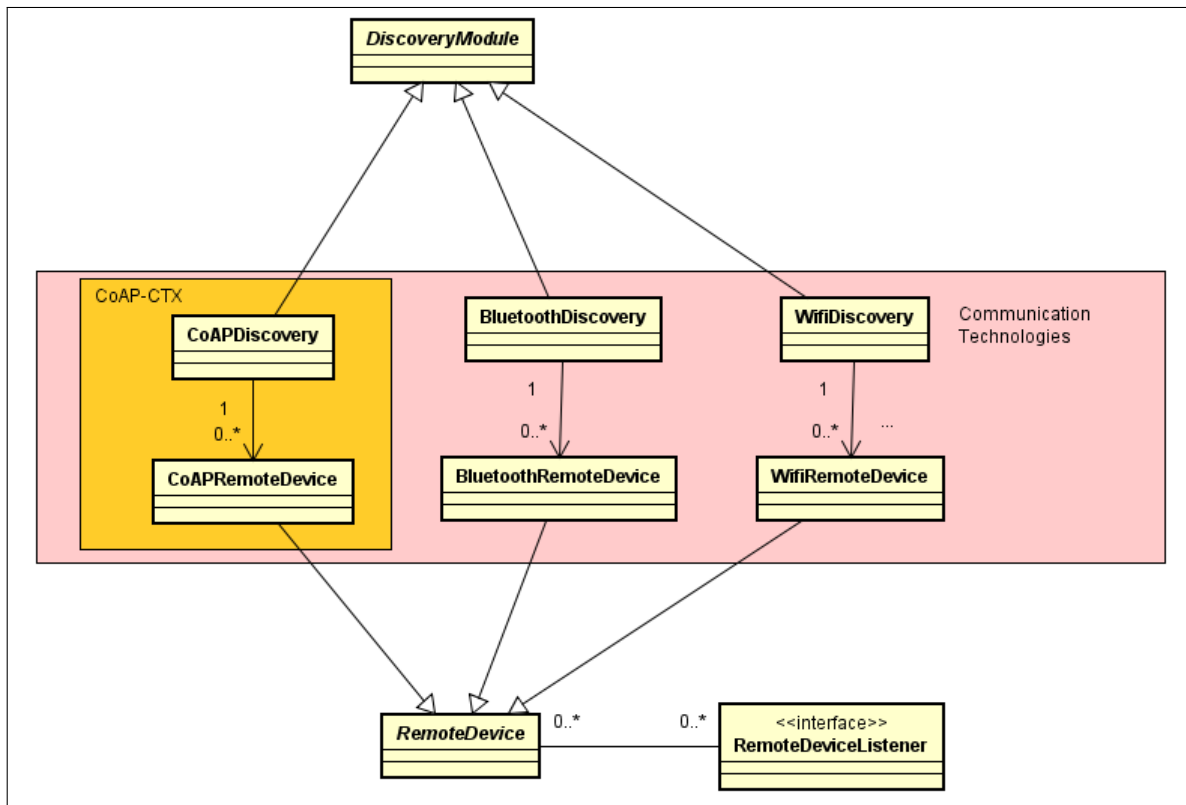 DiscoveryModule
CoAP-CTX
CoAPDiscovery
BluetoothDiscovery
WifiDiscovery
Communication
Technologies
1
0..*
1
0..*
1
0..*
...
CoAPRemoteDevice
BluetoothRemoteDevice
WifiRemoteDevice
RemoteDevice
0..*
0..*
<<interface>>
RemoteDeviceListener